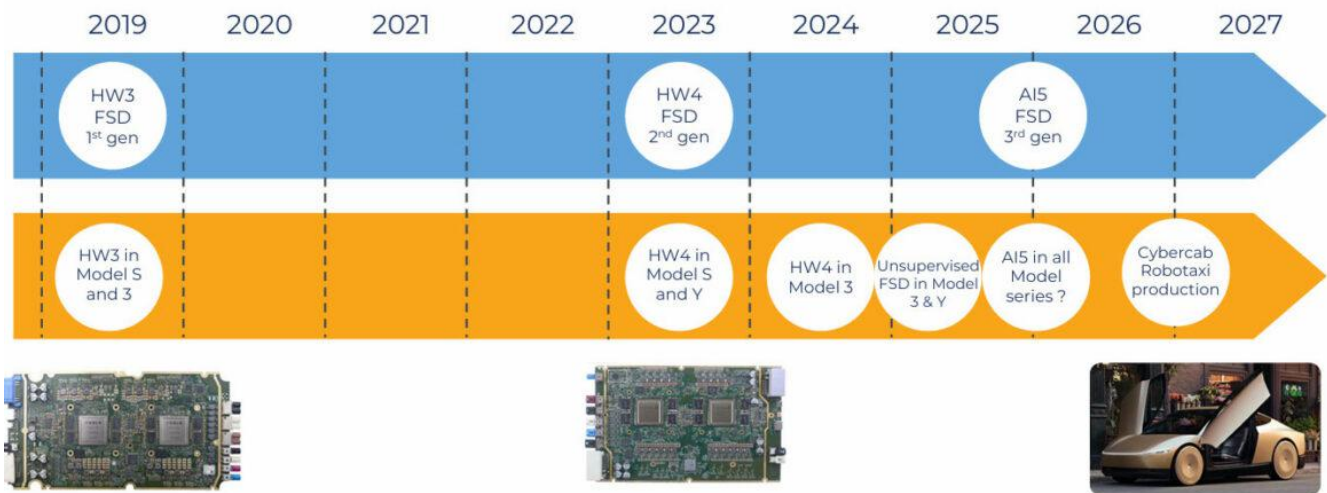 2019 2020 2021 2022 2023 2024 2025 2026 2027
HW3
FSD
1st gen
HW4
FSD
2nd gen
AI5
FSD
3rd gen
HW3 in
Model S
and 3
HW4 in
Model S
and Y
HW4 in
Model 3
Unsupervised
FSD in Model
3 & Y
AI5 in all
Model
series ?
Cybercab
Robotaxi
production